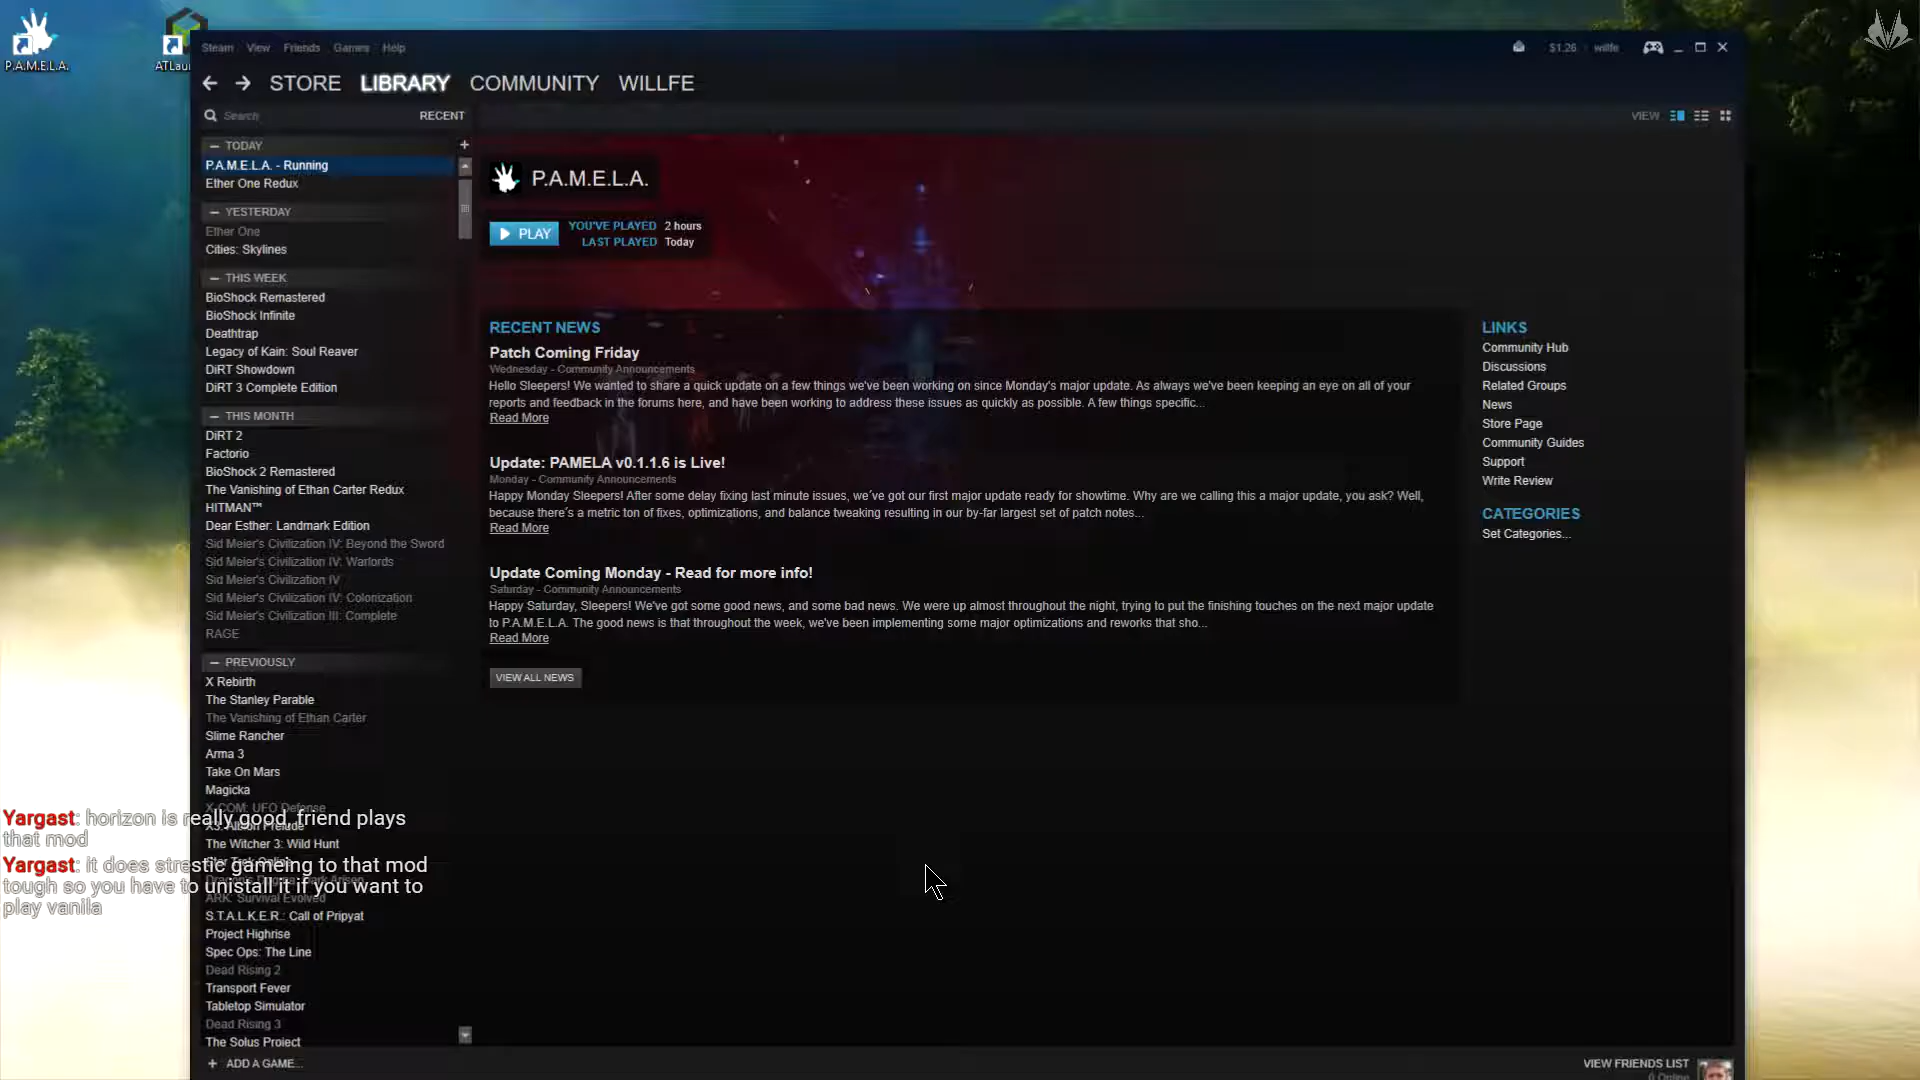 P.A.M.E.L.A.
Steam View Friends Games Help
$1.26 willfe
STORE LIBRARY COMMUNITY WILLFE
Search RECENT
VIEW
— TODAY +
P.A.M.E.L.A. - Running
Ether One Redux
— YESTERDAY
Ether One
Cities: Skylines
— THIS WEEK
BioShock Remastered
BioShock Infinite
Deathtrap
Legacy of Kain: Soul Reaver
DiRT Showdown
DiRT 3 Complete Edition
— THIS MONTH
DiRT 2
Factorio
BioShock 2 Remastered
The Vanishing of Ethan Carter Redux
HITMAN™
Dear Esther: Landmark Edition
Sid Meier's Civilization IV: Beyond the Sword
Sid Meier's Civilization IV: Warlords
Sid Meier's Civilization IV
Sid Meier's Civilization IV: Colonization
Sid Meier's Civilization III: Complete
RAGE
— PREVIOUSLY
X Rebirth
The Stanley Parable
The Vanishing of Ethan Carter
Slime Rancher
Arma 3
Take On Mars
Magicka
X-COM: UFO Defense
X3: Albion Prelude
The Witcher 3: Wild Hunt
Star Trek Online
ARK: Survival Evolved
S.T.A.L.K.E.R.: Call of Pripyat
Project Highrise
Spec Ops: The Line
Dead Rising 2
Transport Fever
Tabletop Simulator
Dead Rising 3
The Solus Project
+ ADD A GAME...
Yargast: horizon is really good, friend plays
that mod
Yargast: it does strestic gameing to that mod
tough so you have to unistall it if you want to
play vanila
P.A.M.E.L.A.
PLAY
YOU'VE PLAYED 2 hours
LAST PLAYED Today
RECENT NEWS
Patch Coming Friday
Wednesday - Community Announcements
Hello Sleepers! We wanted to share a quick update on a few things we've been working on since Monday's major update. As always we've been keeping an eye on all of your
reports and feedback in the forums here, and have been working to address these issues as quickly as possible. A few things specific...
Read More
Update: PAMELA v0.1.1.6 is Live!
Monday - Community Announcements
Happy Monday Sleepers! After some delay fixing last minute issues, we´ve got our first major update ready for showtime. Why are we calling this a major update, you ask? Well,
because there´s a metric ton of fixes, optimizations, and balance tweaking resulting in our by-far largest set of patch notes...
Read More
Update Coming Monday - Read for more info!
Saturday - Community Announcements
Happy Saturday, Sleepers! We've got some good news, and some bad news. We were up almost throughout the night, trying to put the finishing touches on the next major update
to P.A.M.E.L.A. The good news is that throughout the week, we've been implementing some major optimizations and reworks that sho...
Read More
VIEW ALL NEWS
LINKS
Community Hub
Discussions
Related Groups
News
Store Page
Community Guides
Support
Write Review
CATEGORIES
Set Categories...
VIEW FRIENDS LIST
0 Online